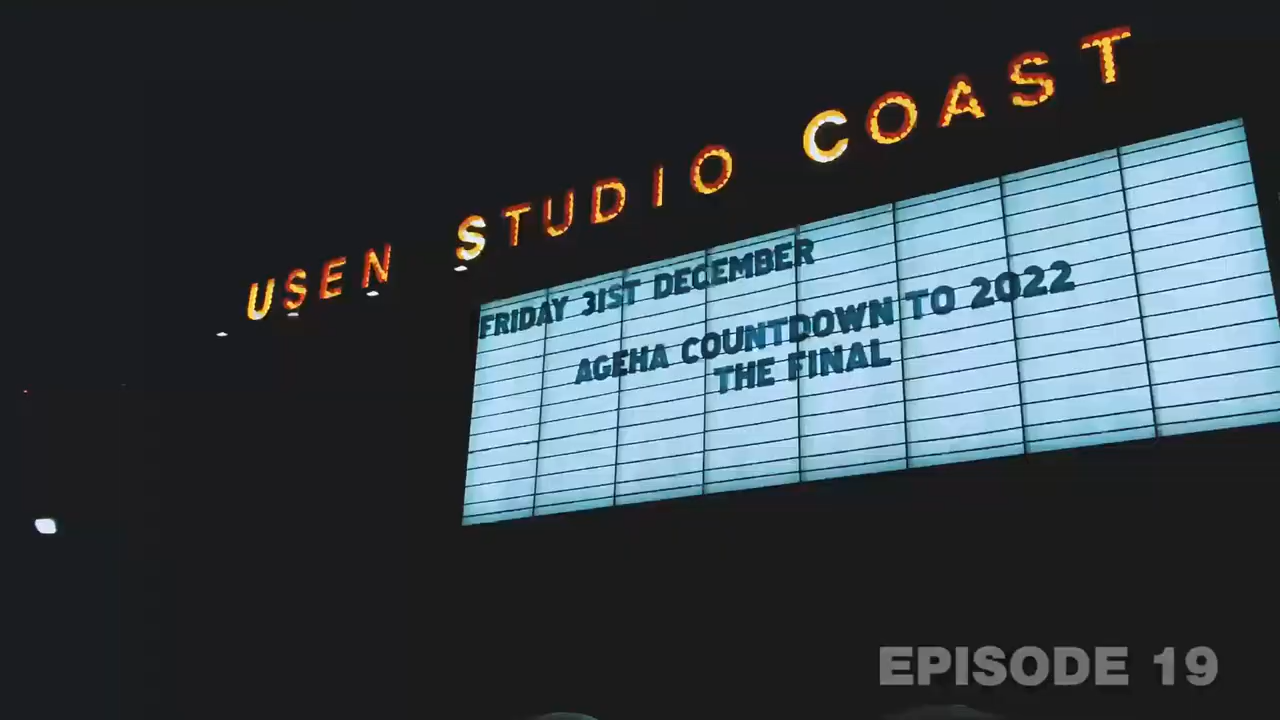 USEN STUDIO COAST
FRIDAY 31ST DECEMBER
AGEHA COUNTDOWN TO 2022
THE FINAL
EPISODE 19